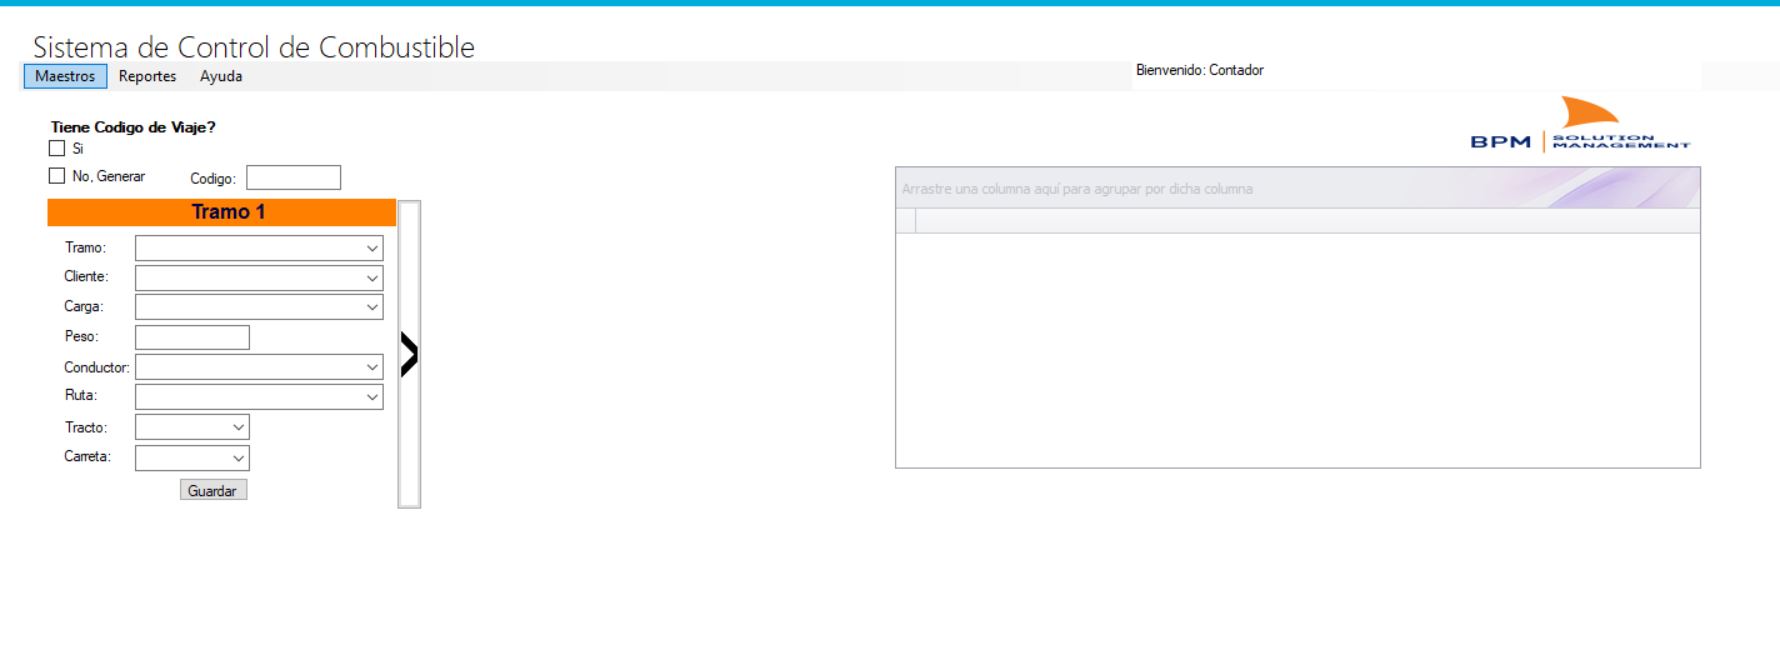 Sistema de Control de Combustible
Maestros Reportes Ayuda
Bienvenido: Contador
Tiene Codigo de Viaje?
Si
No, Generar
Codigo:
BPM SOLUTION MANAGEMENT
Arrastre una columna aquí para agrupar por dicha columna
Tramo 1
Tramo:
Cliente:
Carga:
Peso:
Conductor:
Ruta:
Tracto:
Carreta:
Guardar